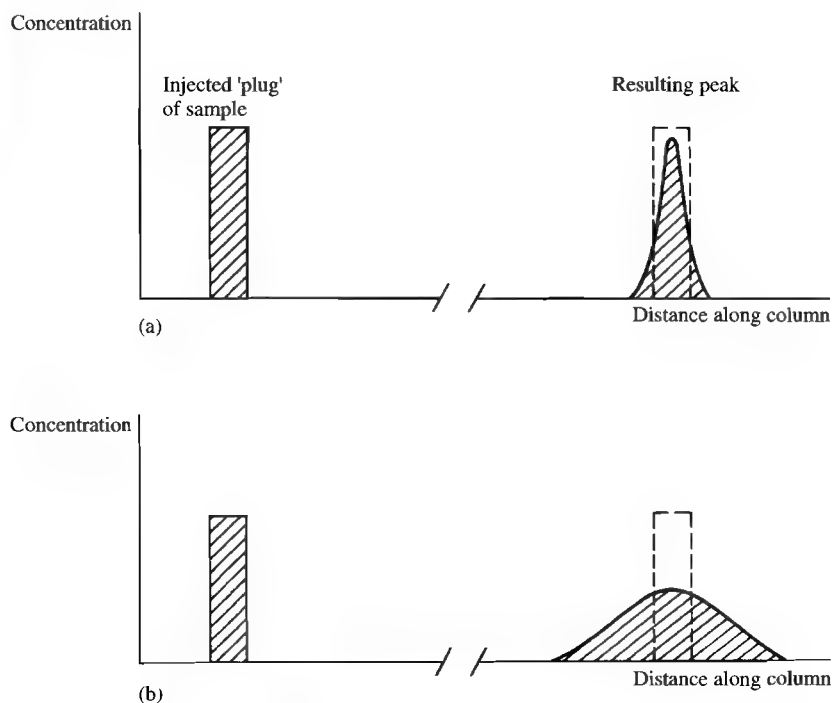 Concentration
Injected 'plug'
of sample
Resulting peak
(a)
Distance along column
Concentration
(b)
Distance along column